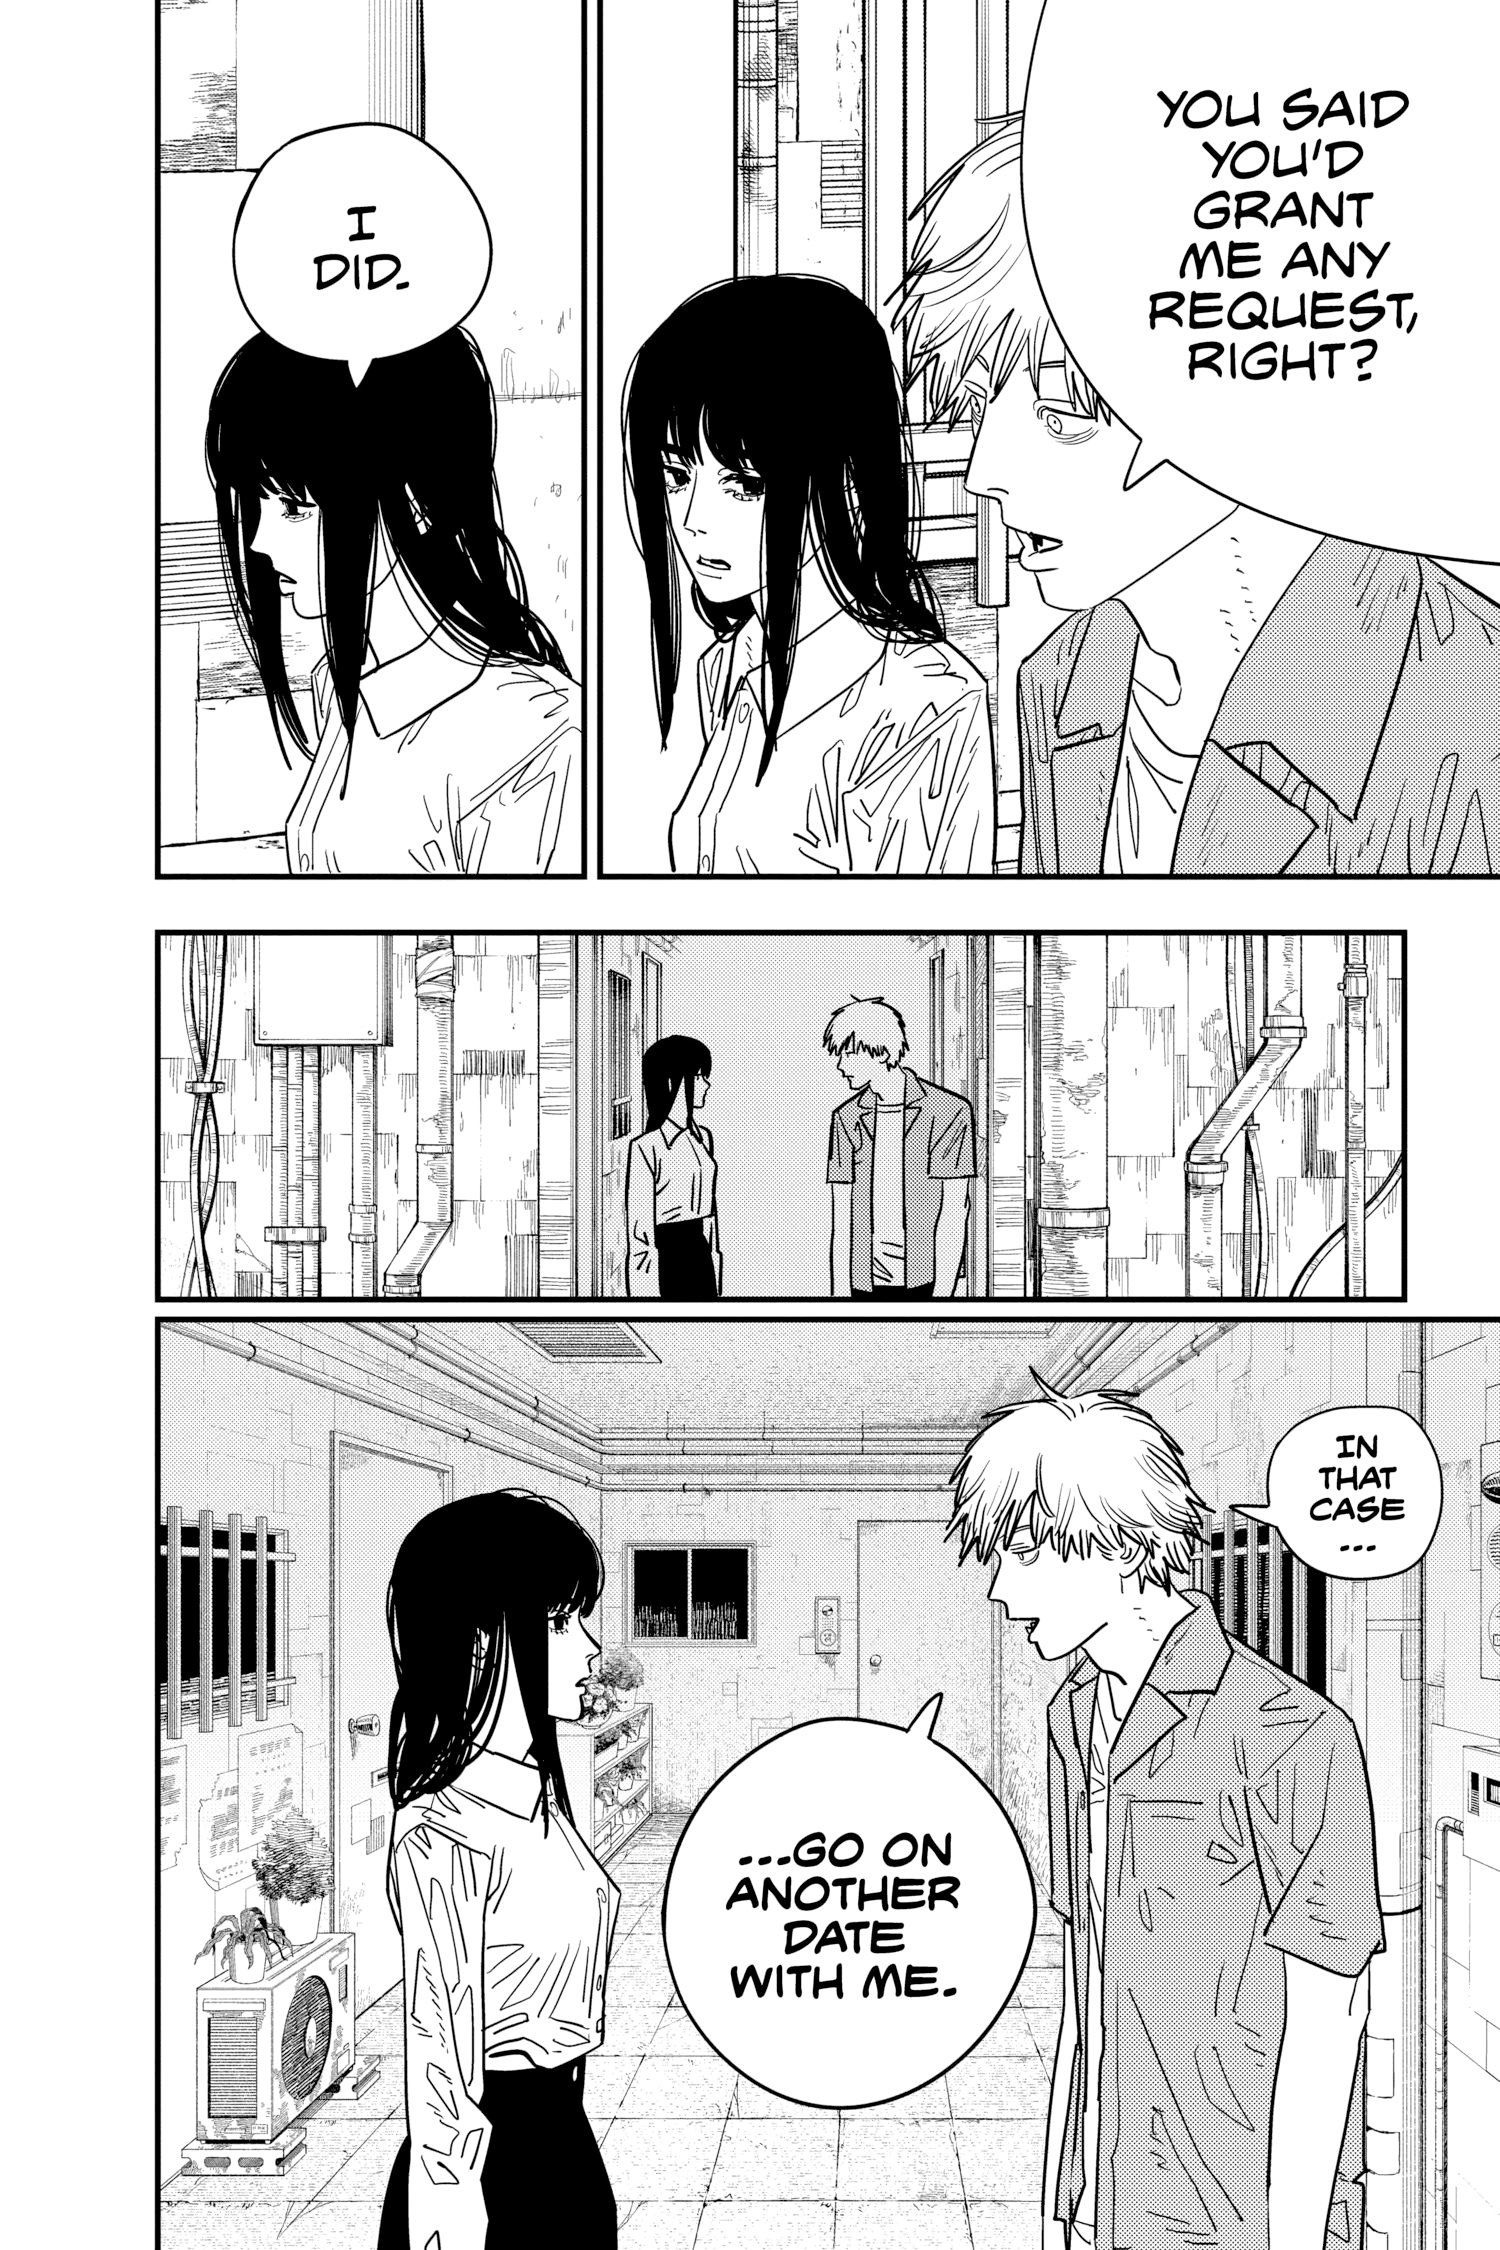 YOU SAID
YOU'D
GRANT
ME ANY
REQUEST,
RIGHT?
I
DID.
IN
THAT
CASE
...
...GO ON
ANOTHER
DATE
WITH ME.